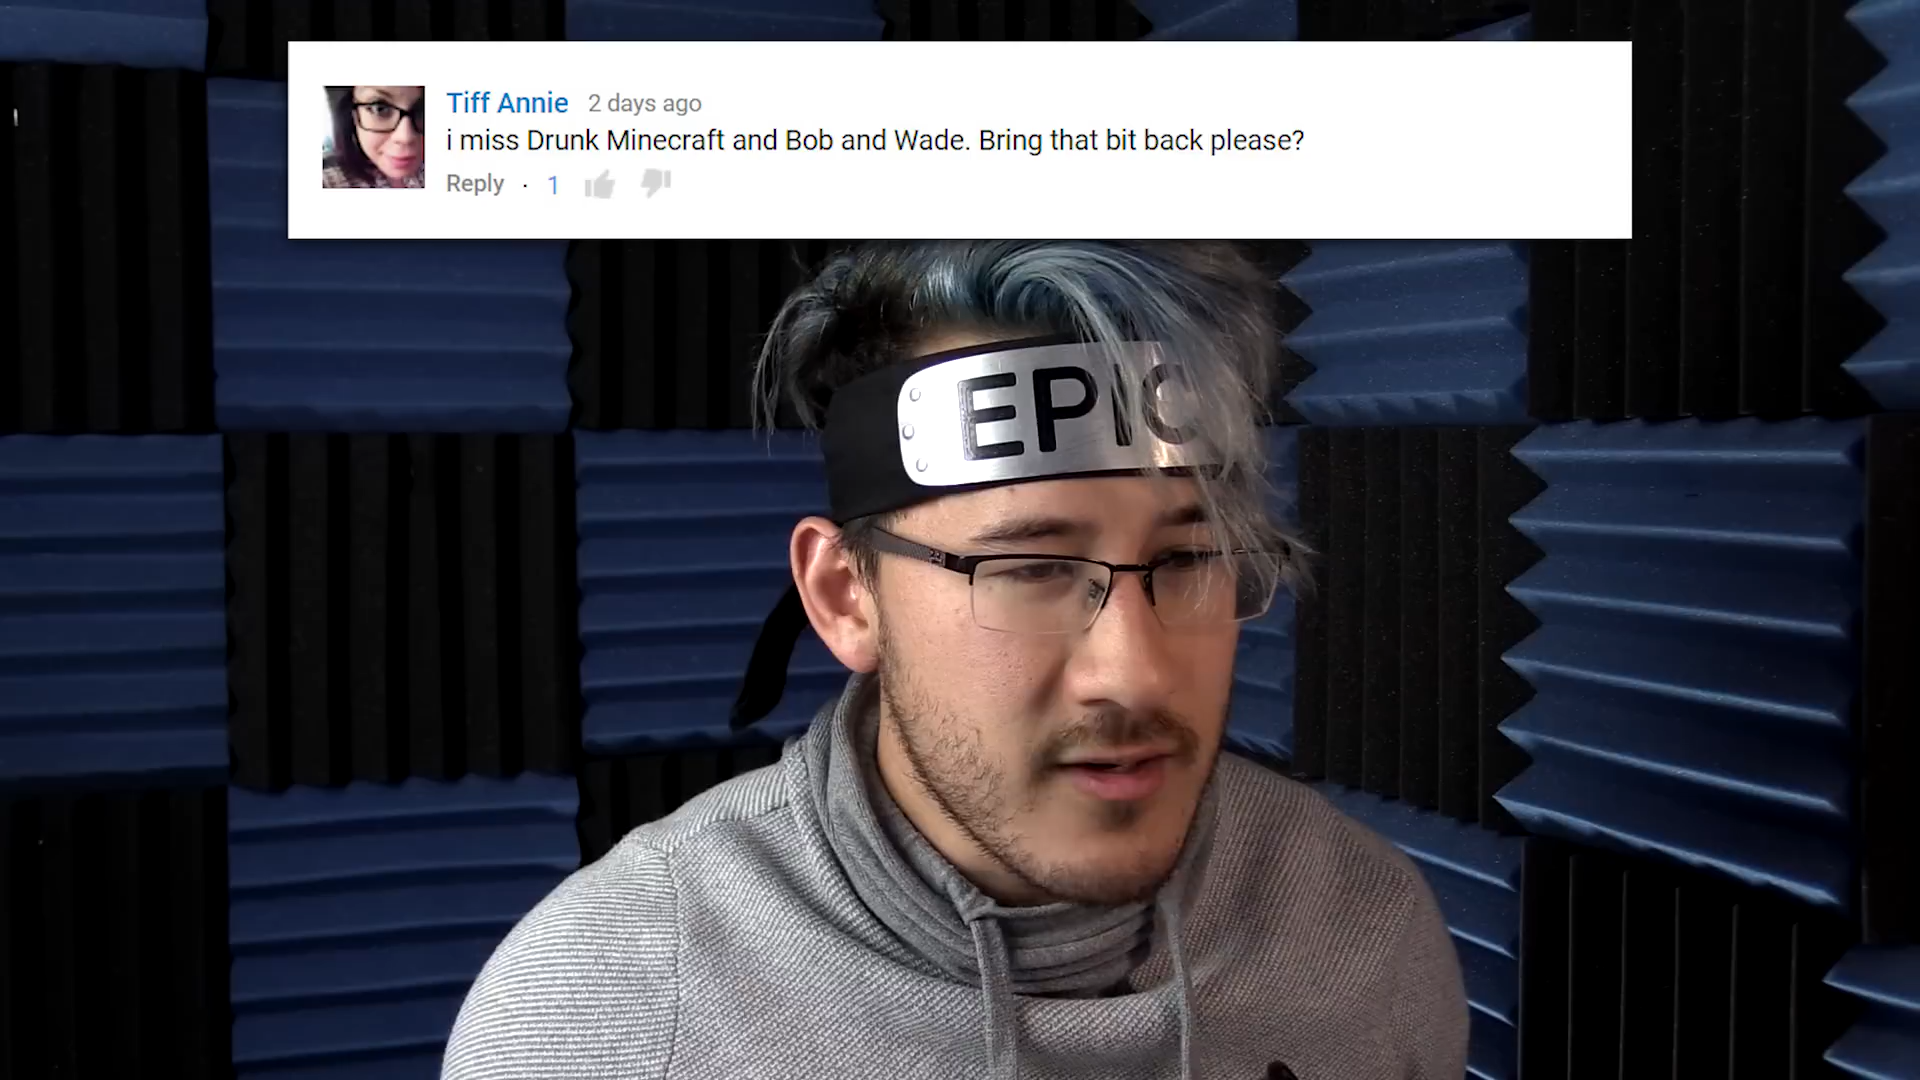 Tiff Annie 2 days ago
i miss Drunk Minecraft and Bob and Wade. Bring that bit back please?
Reply · 1
EPIC